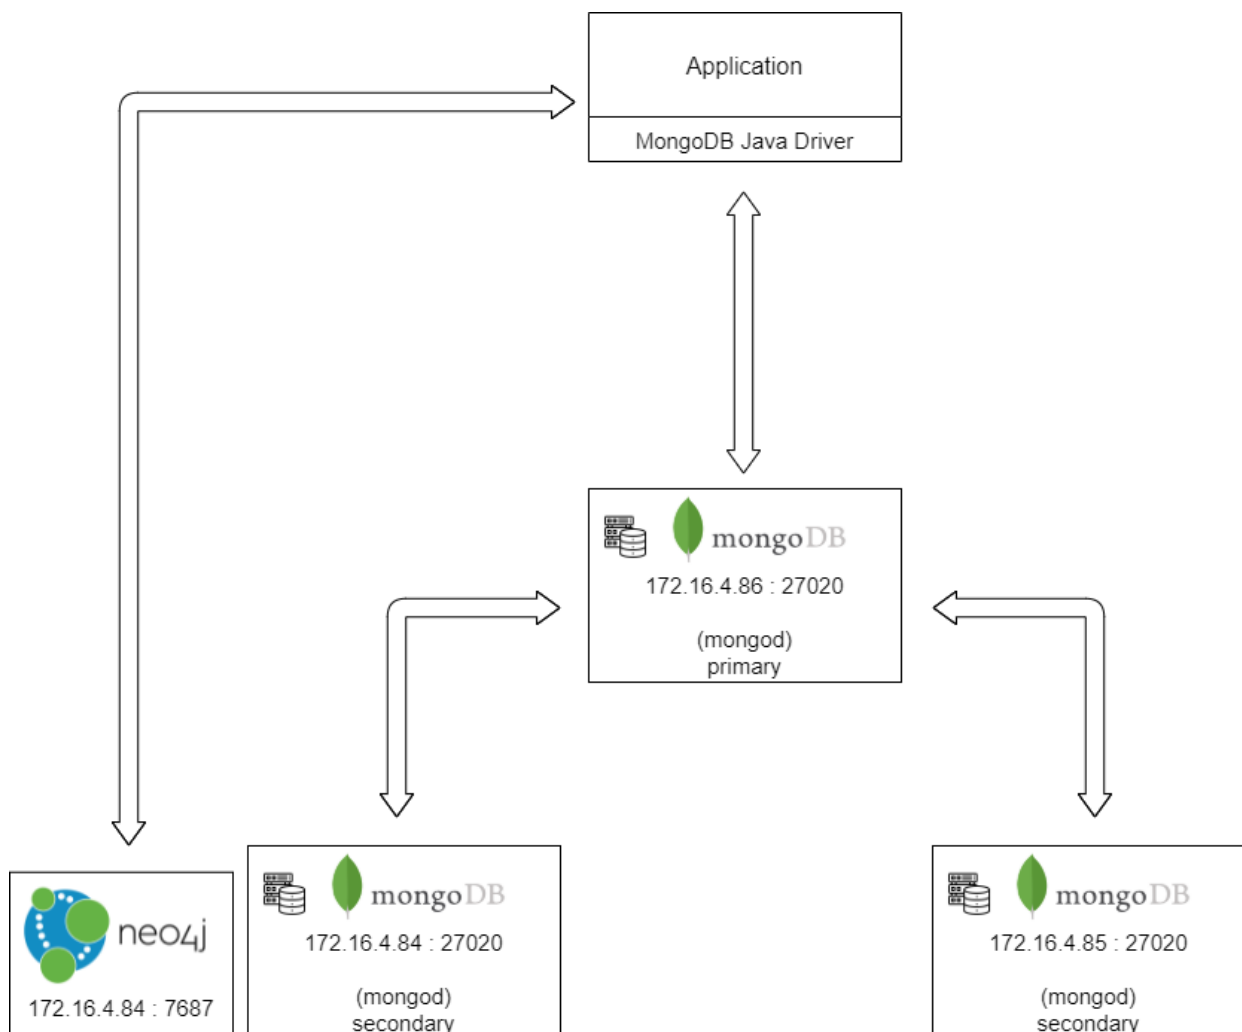 Application
MongoDB Java Driver
mongoDB
172.16.4.86 : 27020
(mongod)
primary
neo4j
172.16.4.84 : 7687
mongoDB
172.16.4.84 : 27020
(mongod)
secondary
mongoDB
172.16.4.85 : 27020
(mongod)
secondary